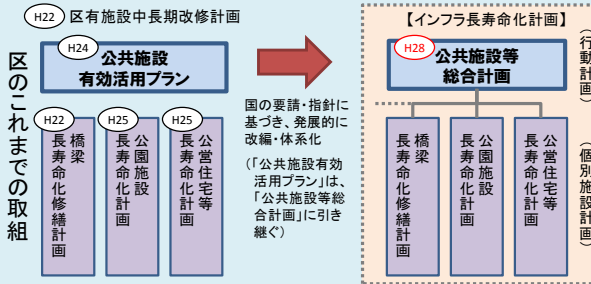 H22 区有施設中長期改修計画
区のこれまでの取組
H24
公共施設
有効活用プラン
H22
橋梁
長寿命化修繕計画
H25
公園施設
長寿命化計画
H25
公営住宅等
長寿命化計画
国の要請・指針に
基づき、発展的に
改編・体系化
(「公共施設有効
活用プラン」は、
「公共施設等総
合計画」に引き
継ぐ)
【インフラ長寿命化計画】
H28
公共施設等
総合計画
(行動計画)
橋梁
長寿命化修繕計画
公園施設
長寿命化計画
公営住宅等
長寿命化計画
(個別施設計画)